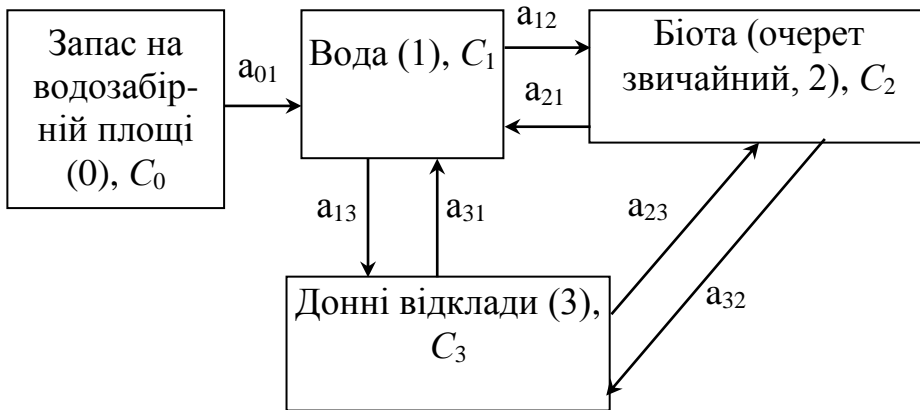 Запас на
водозабір-
ній площі
(0), C₀
a₀₁
Вода (1), C₁
a₁₂
a₂₁
Біота (очерет
звичайний, 2), C₂
a₁₃
a₃₁
a₂₃
a₃₂
Донні відклади (3),
C₃